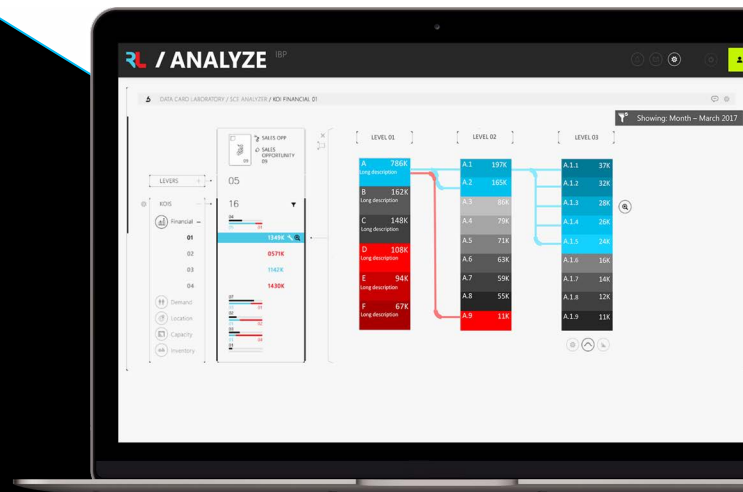 RL / ANALYZE IBP
DATA CARD LABORATORY / SCE ANALYZER / KOI FINANCIAL 01
Showing: Month – March 2017
SALES OPP
SALES
OPPORTUNITY
09
09
LEVERS
05
KOIS
16
Financial
01
1349K
02
0571K
03
1142K
04
1430K
Demand
Location
Capacity
Inventory
LEVEL 01
A 786K
Long description
B 162K
Long description
C 148K
Long description
D 108K
Long description
E 94K
Long description
F 67K
Long description
LEVEL 02
A.1 197K
A.2 165K
A.3 86K
A.4 79K
A.5 71K
A.6 63K
A.7 59K
A.8 55K
A.9 11K
LEVEL 03
A.1.1 37K
A.1.2 32K
A.1.3 28K
A.1.4 26K
A.1.5 24K
A.1.6 16K
A.1.7 14K
A.1.8 12K
A.1.9 11K